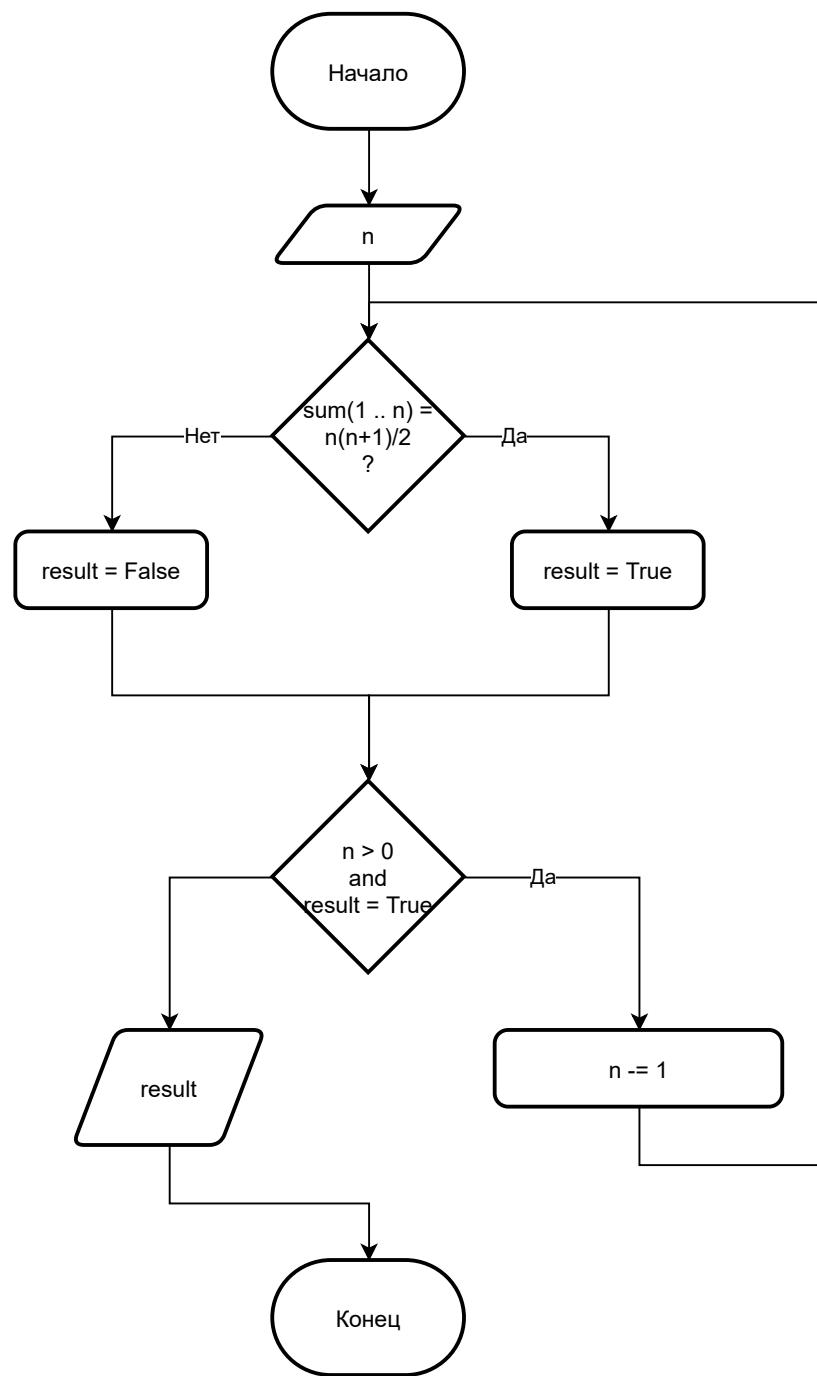 Начало
n
sum(1 .. n) =
n(n+1)/2
?
Нет
Да
result = False
result = True
n > 0
and
result = True
Да
result
n -= 1
Конец